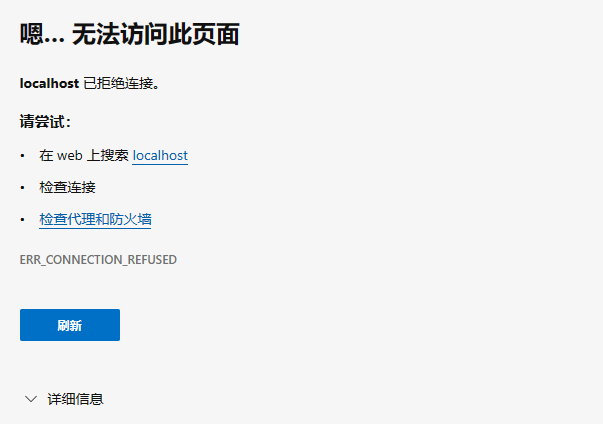 嗯... 无法访问此页面
localhost 已拒绝连接。
请尝试:
• 在 web 上搜索 localhost
• 检查连接
• 检查代理和防火墙
ERR_CONNECTION_REFUSED
刷新
详细信息